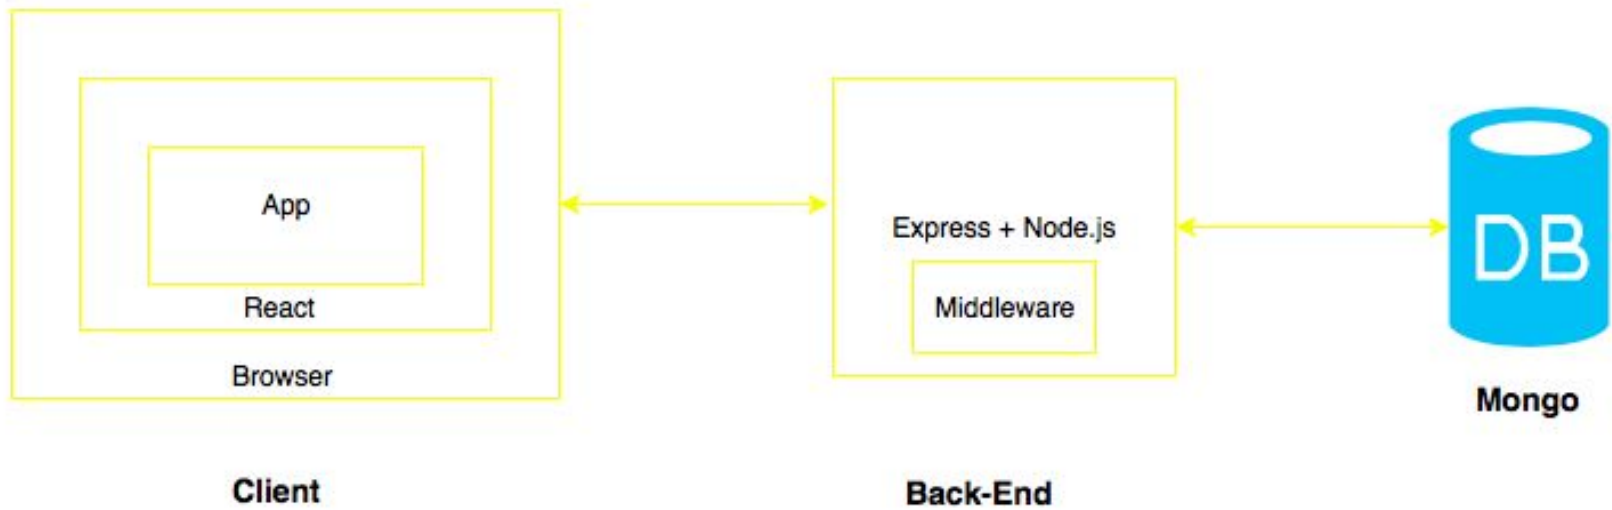 App
React
Browser
Client
Express + Node.js
Middleware
Back-End
DB
Mongo